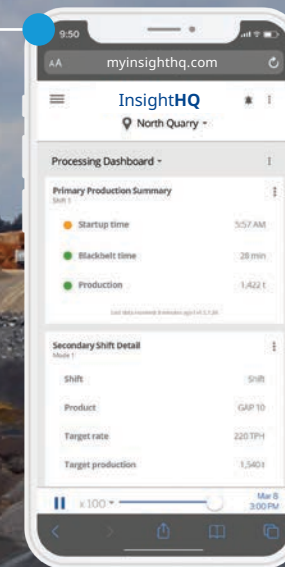 9:50
AA myinsighthq.com
InsightHQ
North Quarry
Processing Dashboard
Primary Production Summary
Shift 1
Startup time 5:57 AM
Blackbelt time 28 min
Production 1,422 t
Secondary Shift Detail
Mode 1
Shift Shift
Product GAP 10
Target rate 220 TPH
Target production 1,540 t
x100
Mar 8
3:00 PM